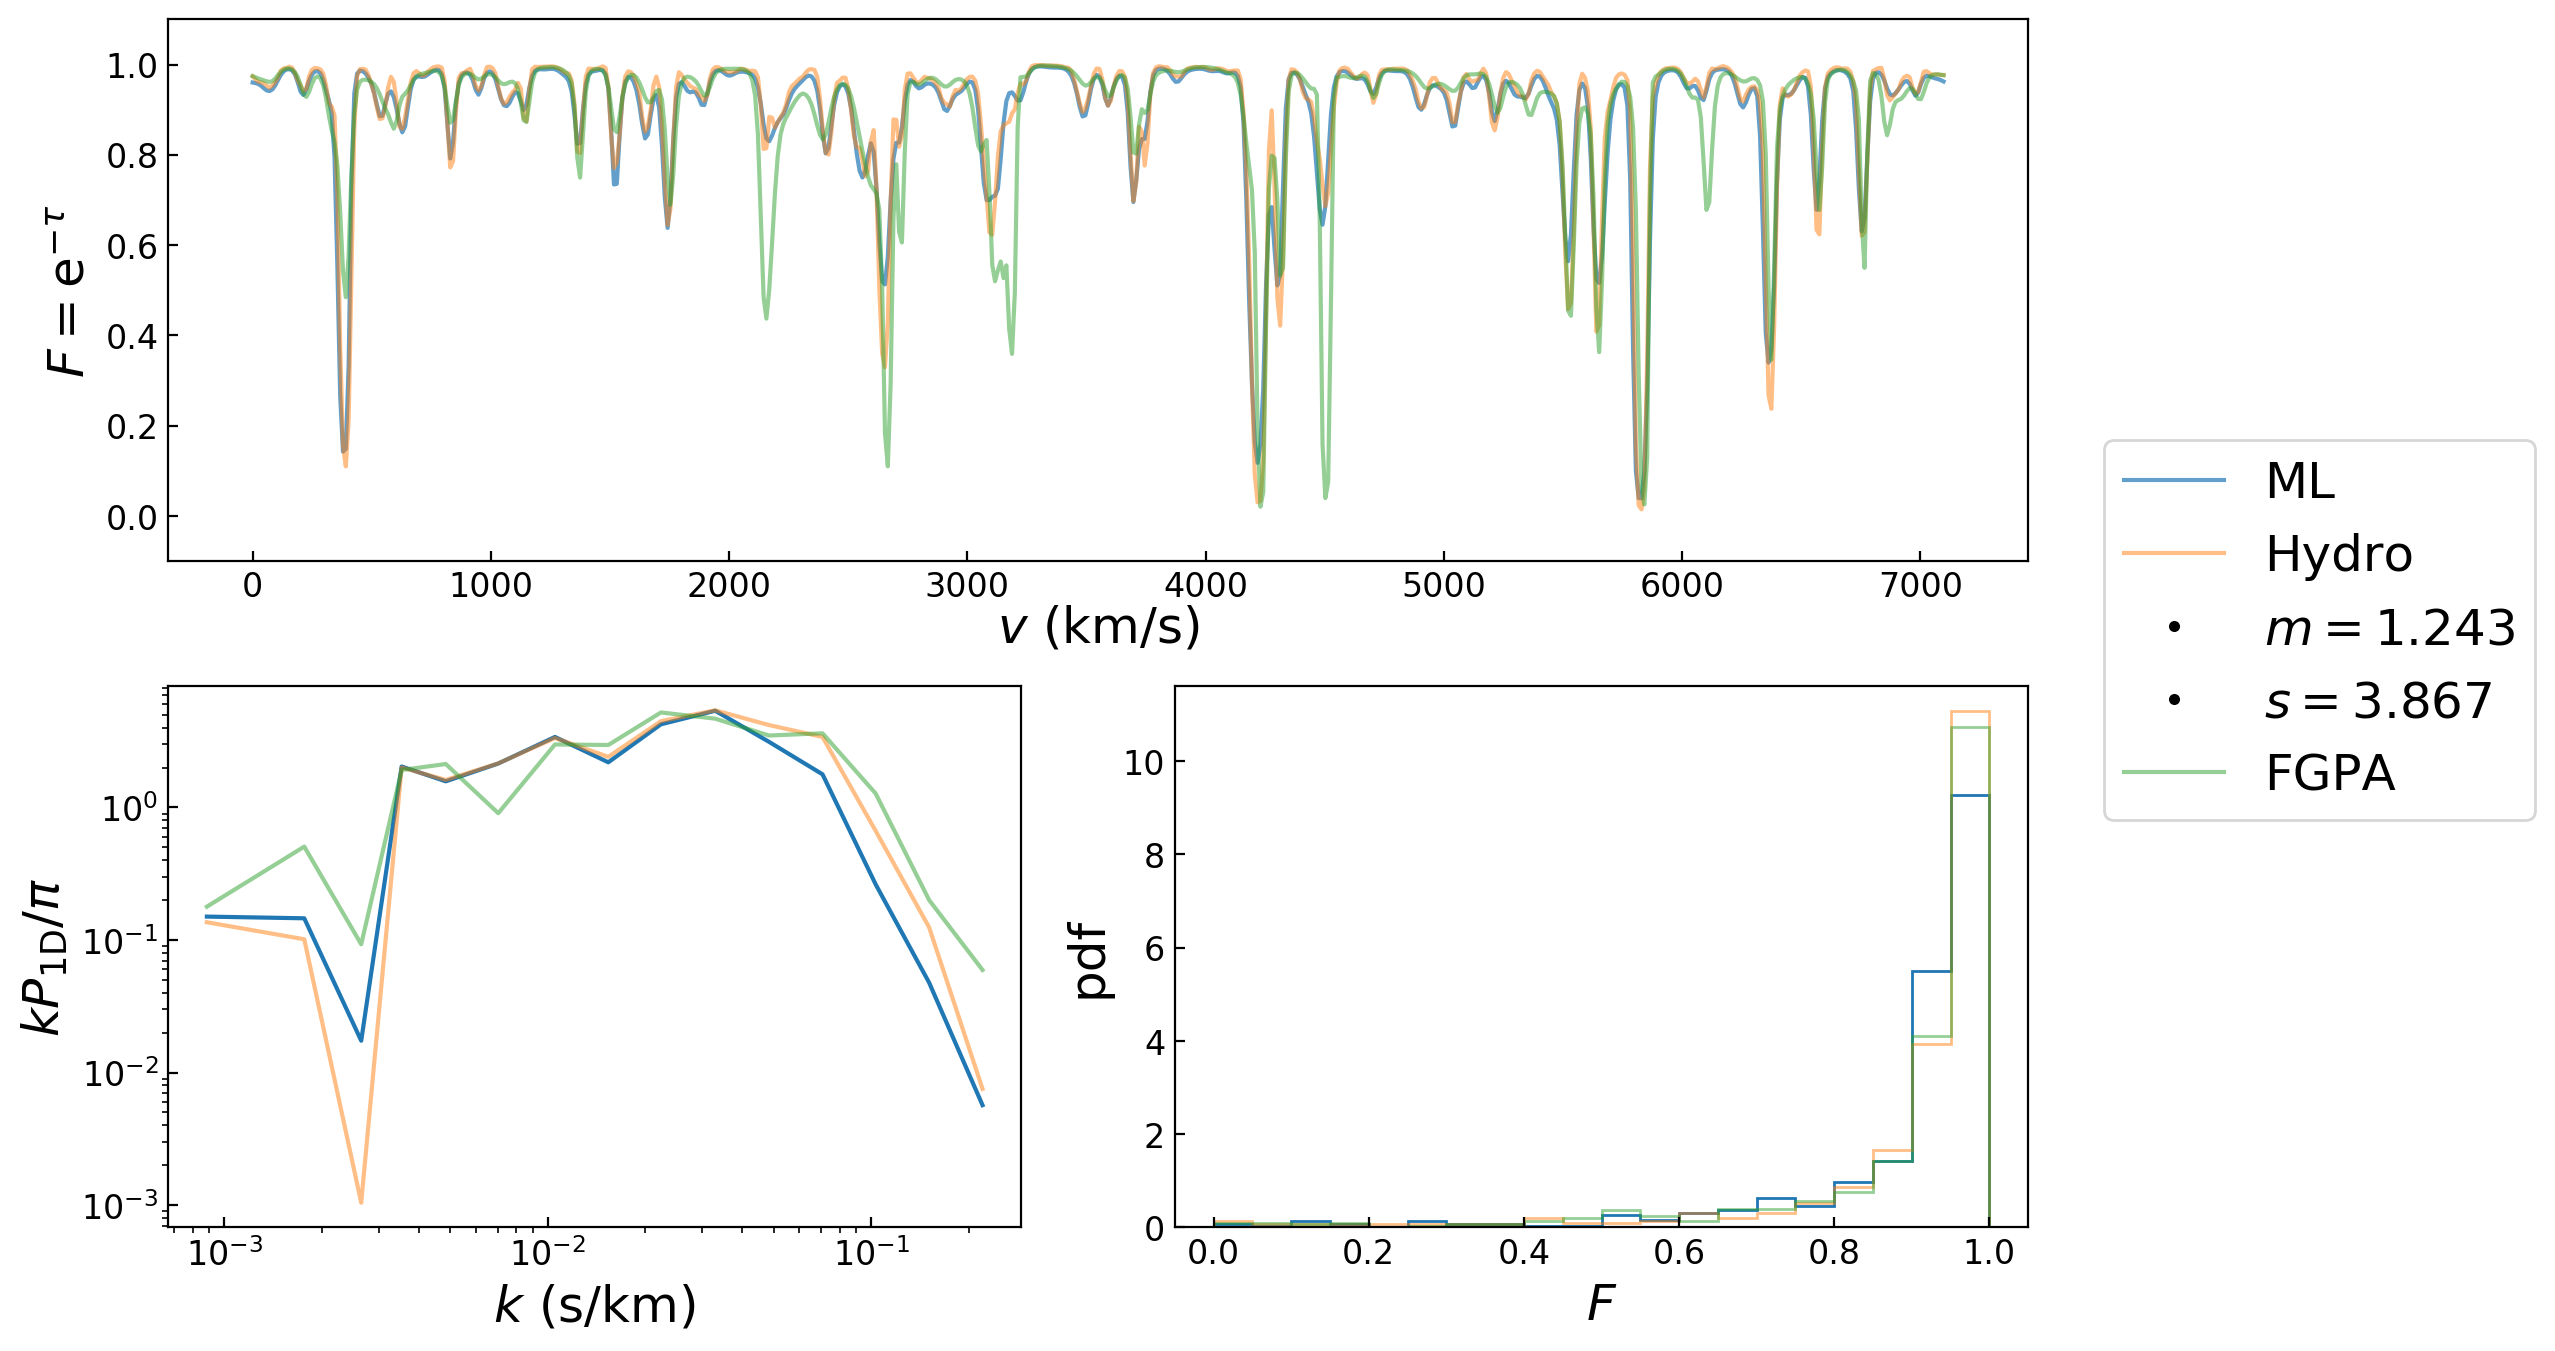 F = e^{−τ}
1.0
0.8
0.6
0.4
0.2
0.0
0 1000 2000 3000 4000 5000 6000 7000
v (km/s)
ML
Hydro
m = 1.243
s = 3.867
FGPA
kP_{1D}/π
10^0
10^{−1}
10^{−2}
10^{−3}
10^{−3} 10^{−2} 10^{−1}
k (s/km)
pdf
10
8
6
4
2
0
0.0 0.2 0.4 0.6 0.8 1.0
F